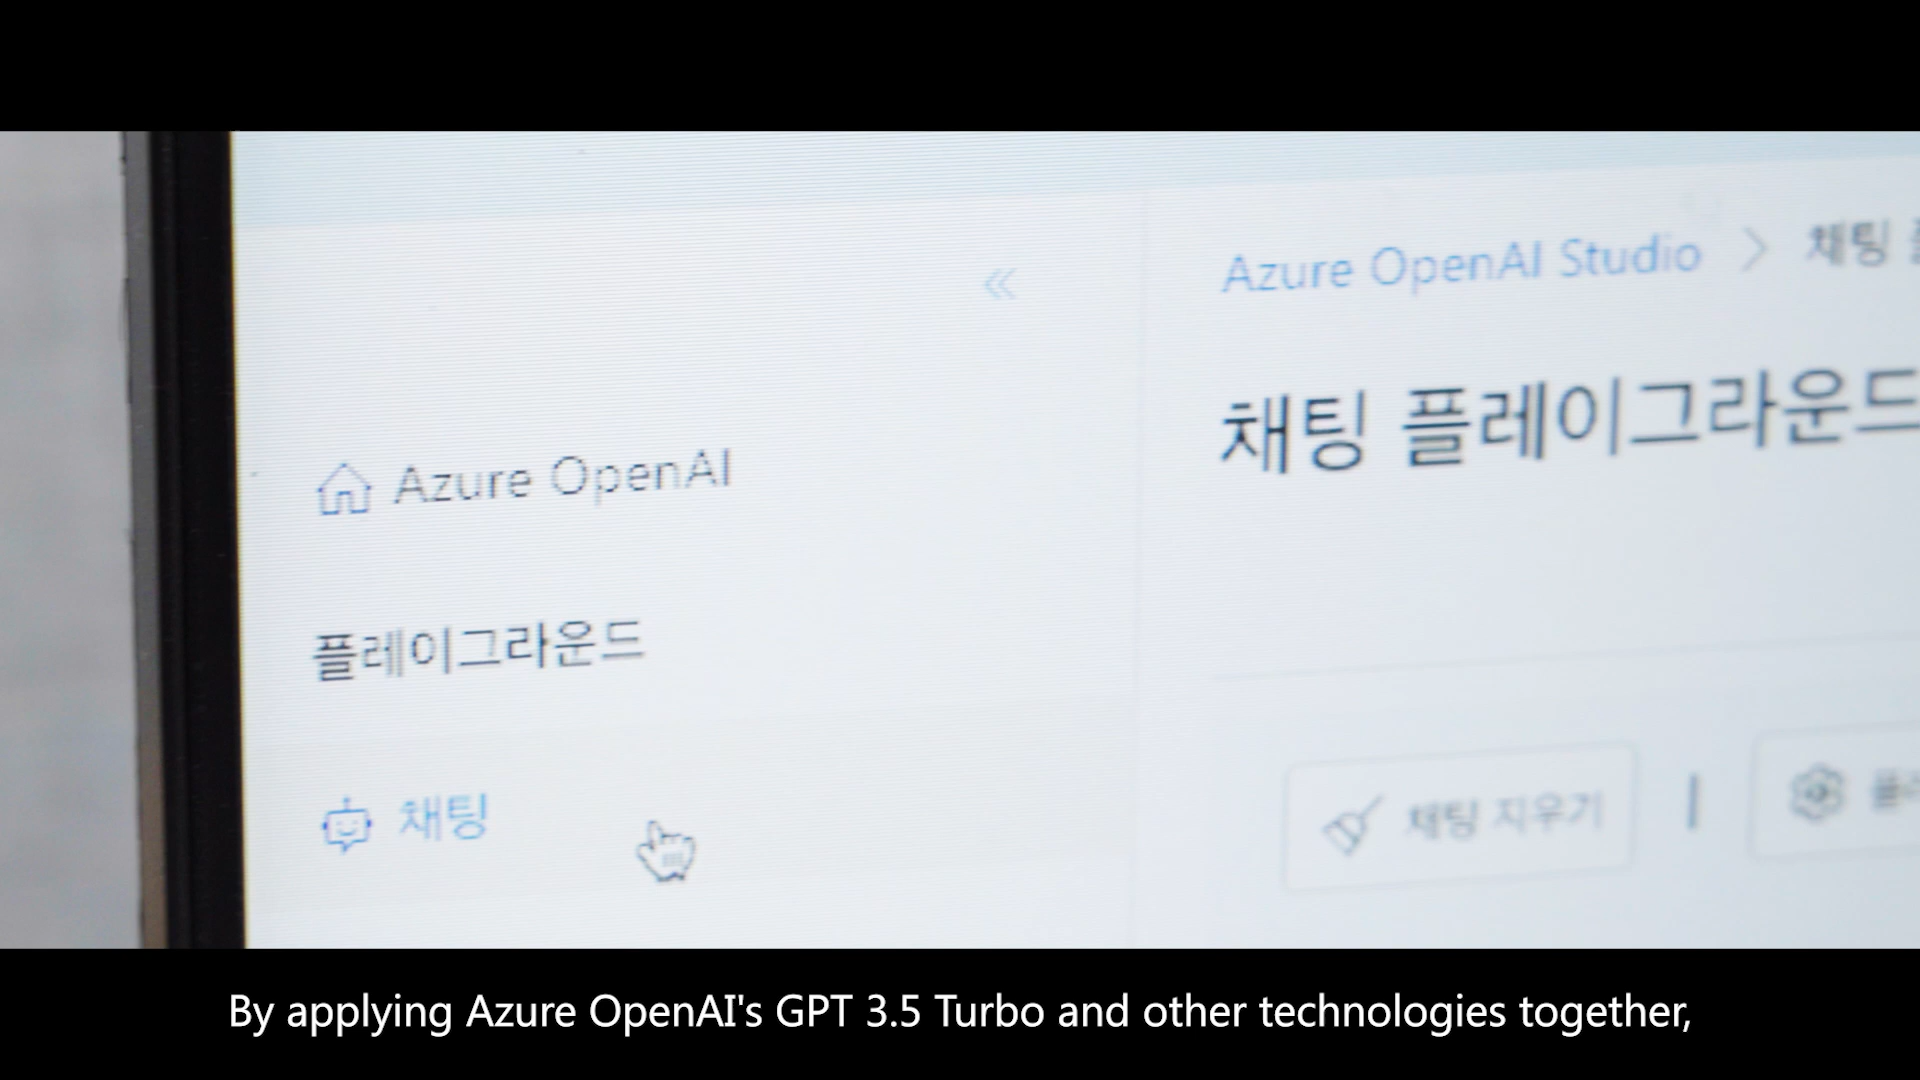 Azure OpenAI Studio > 채팅
채팅 플레이그라운드
Azure OpenAI
플레이그라운드
채팅
채팅 지우기
By applying Azure OpenAI's GPT 3.5 Turbo and other technologies together,